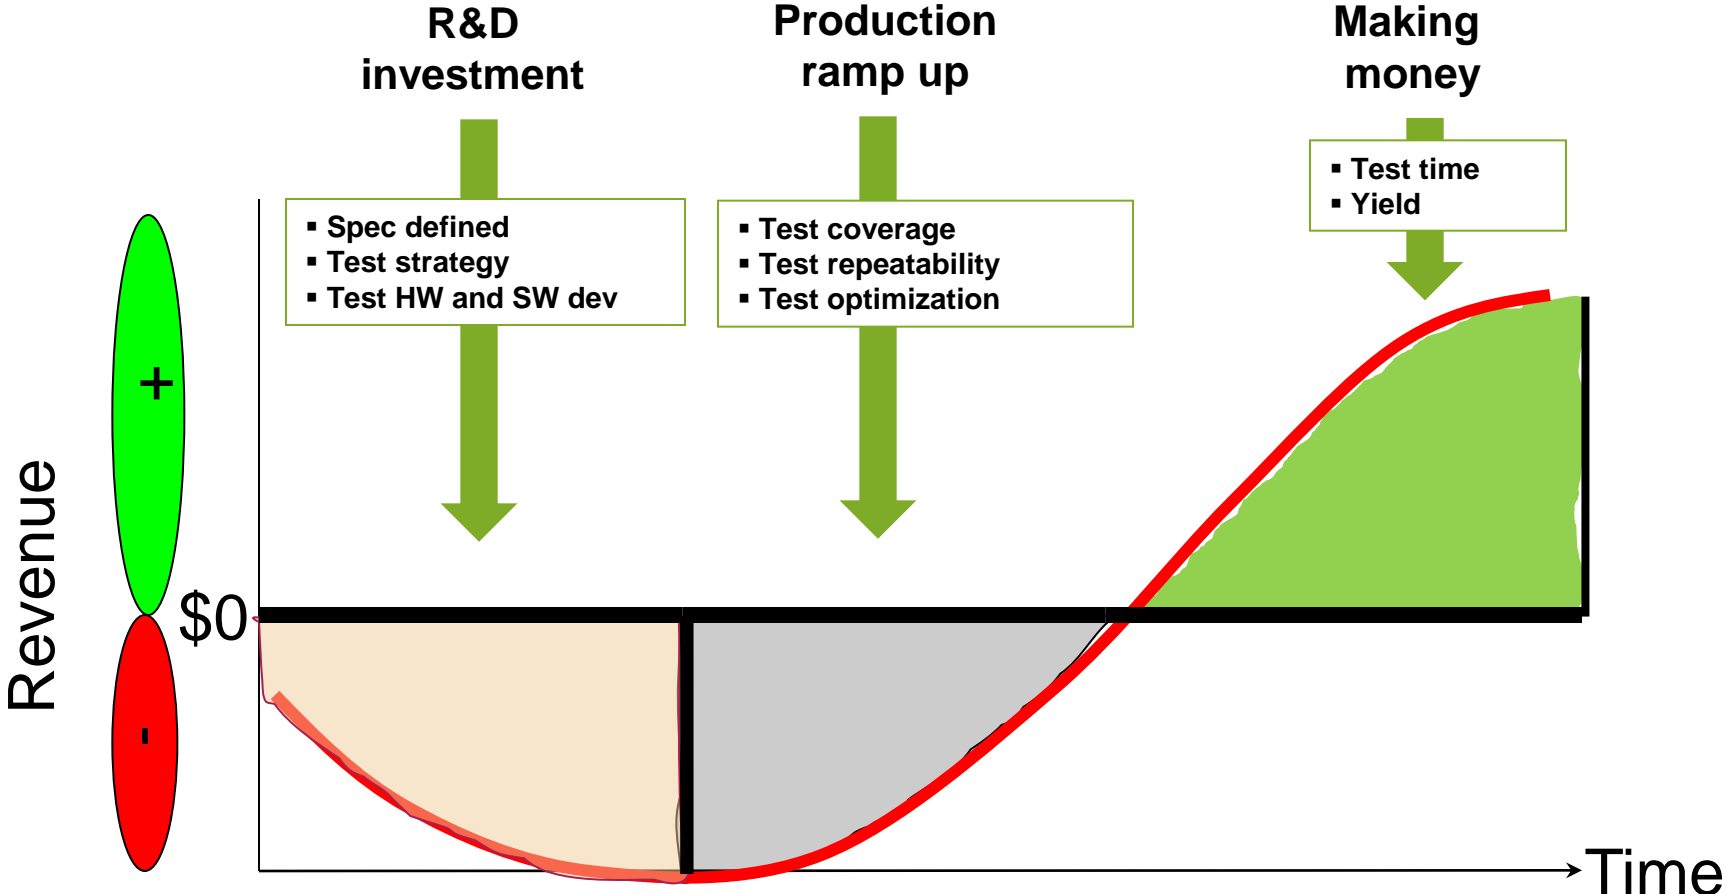 R&D
investment
Production
ramp up
Making
money
▪ Spec defined
▪ Test strategy
▪ Test HW and SW dev
▪ Test coverage
▪ Test repeatability
▪ Test optimization
▪ Test time
▪ Yield
Revenue
+
$0
-
Time